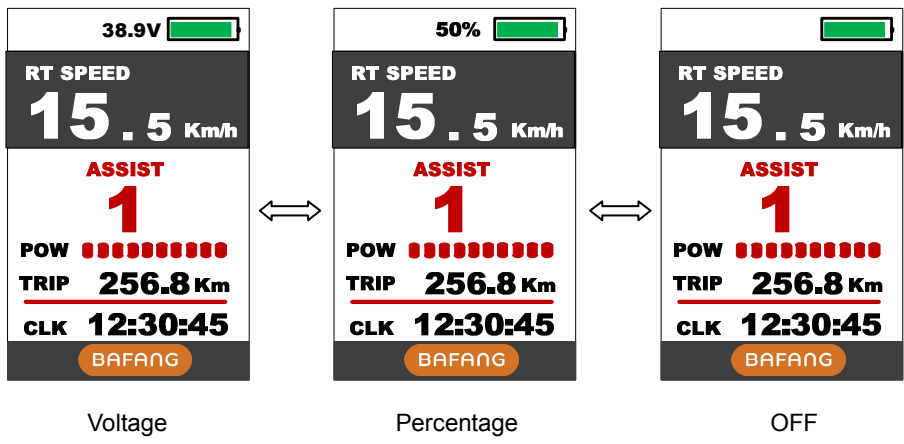 38.9V
RT SPEED
15.5 Km/h
ASSIST
1
POW
TRIP 256.8 Km
CLK 12:30:45
BAFANG
Voltage
50%
RT SPEED
15.5 Km/h
ASSIST
1
POW
TRIP 256.8 Km
CLK 12:30:45
BAFANG
Percentage
RT SPEED
15.5 Km/h
ASSIST
1
POW
TRIP 256.8 Km
CLK 12:30:45
BAFANG
OFF